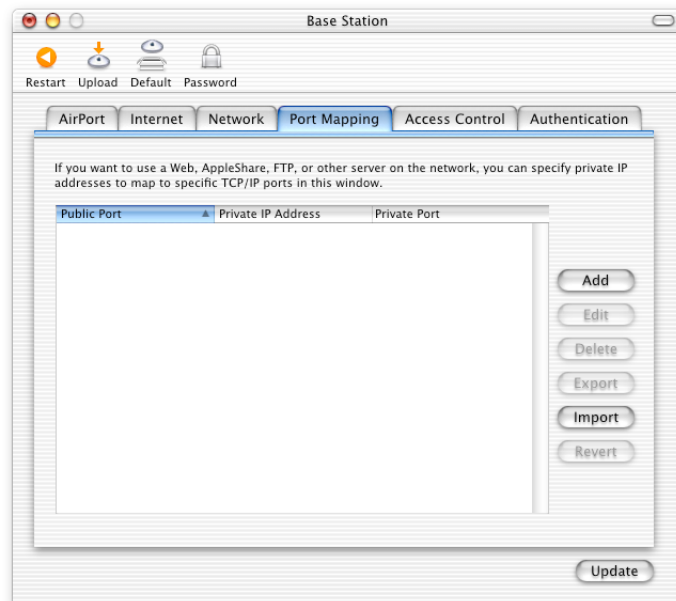 Base Station
Restart Upload Default Password
AirPort Internet Network Port Mapping Access Control Authentication
If you want to use a Web, AppleShare, FTP, or other server on the network, you can specify private IP
addresses to map to specific TCP/IP ports in this window.
Public Port Private IP Address Private Port
Add
Edit
Delete
Export
Import
Revert
Update